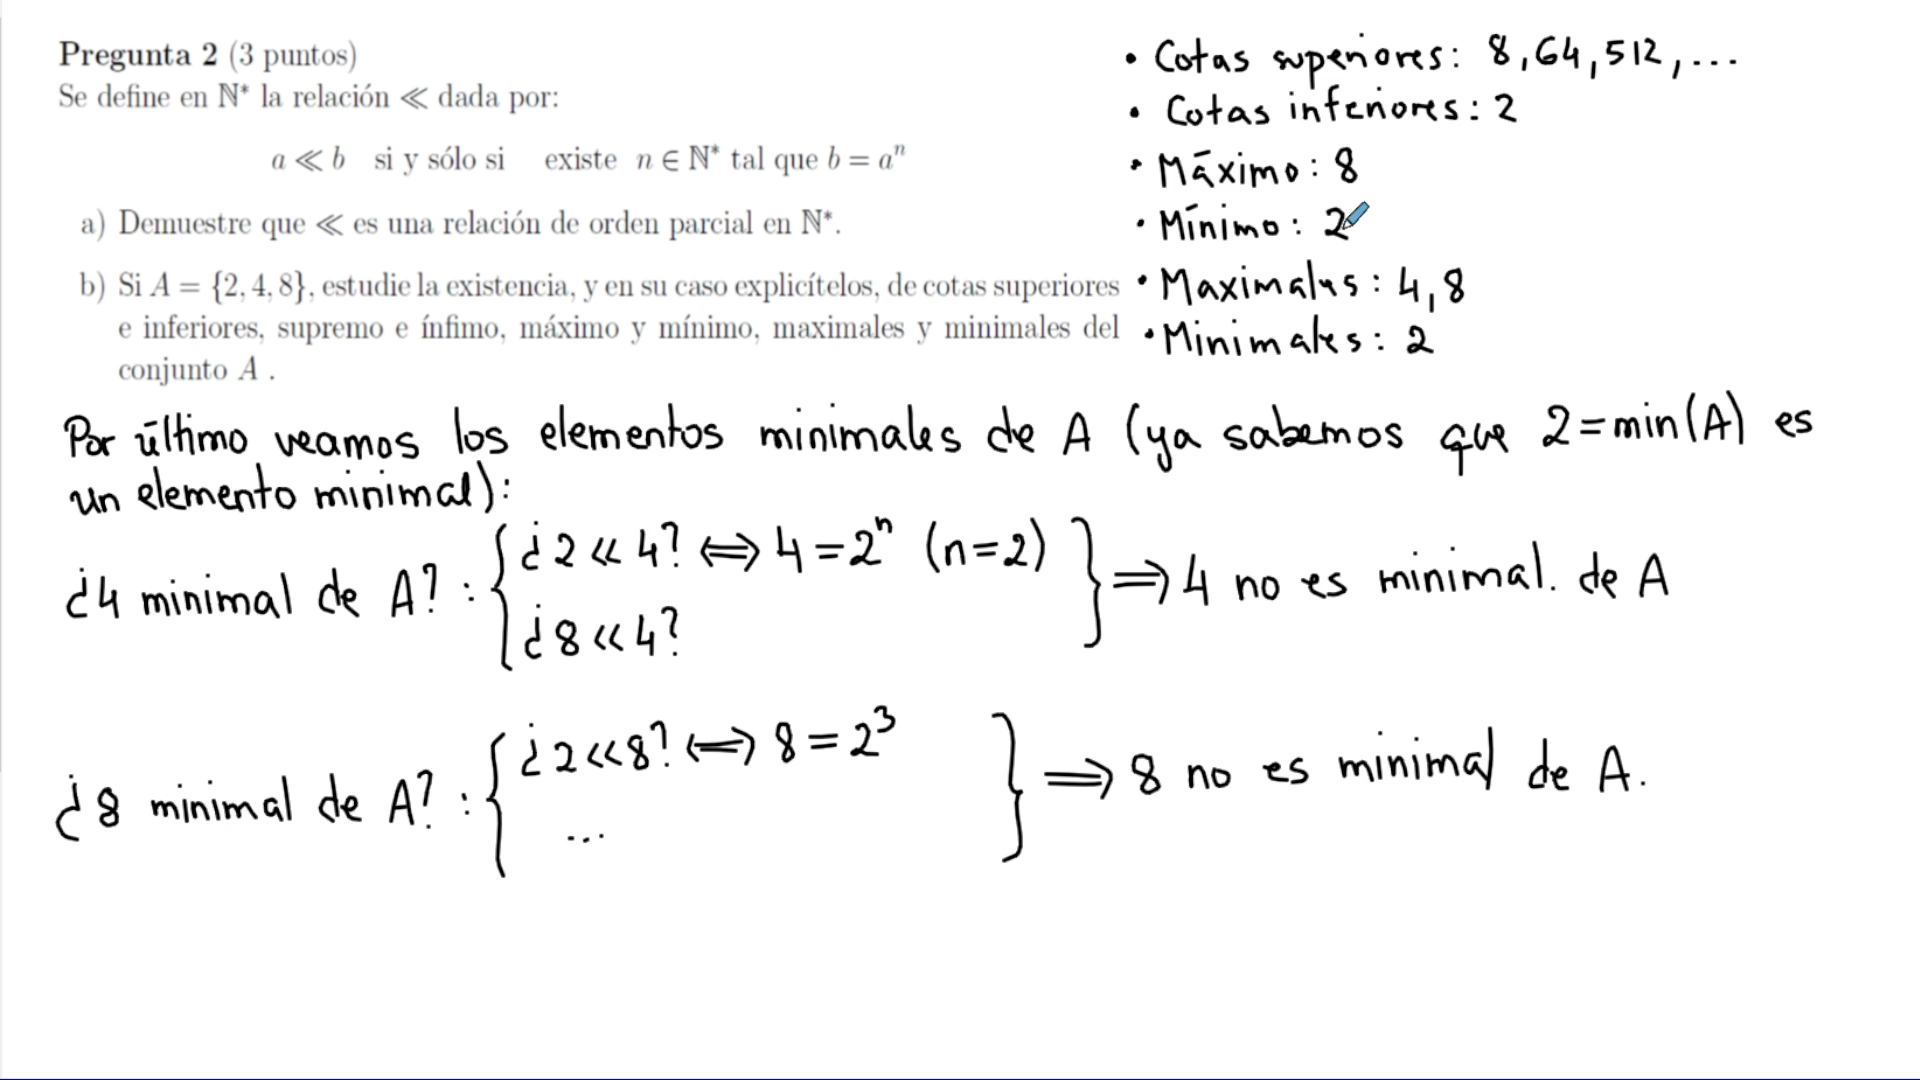 Pregunta 2 (3 puntos)
Se define en ℕ* la relación ≪ dada por:
a ≪ b si y sólo si existe n ∈ ℕ* tal que b = aⁿ
a) Demuestre que ≪ es una relación de orden parcial en ℕ*.
b) Si A = {2, 4, 8}, estudie la existencia, y en su caso explicítelos, de cotas superiores
e inferiores, supremo e ínfimo, máximo y mínimo, maximales y minimales del
conjunto A .
• Cotas superiores: 8, 64, 512, ...
• Cotas inferiores: 2
• Máximo: 8
• Mínimo: 2
• Maximales: 4, 8
• Minimales: 2
Por último veamos los elementos minimales de A (ya sabemos que 2=min(A) es
un elemento minimal):
¿4 minimal de A? : { ¿2 ≪ 4? ⟺ 4 = 2ⁿ (n=2) } ⟹ 4 no es minimal. de A
¿8 ≪ 4?
¿8 minimal de A? : { ¿2 ≪ 8? ⟺ 8 = 2³ } ⟹ 8 no es minimal de A.
...